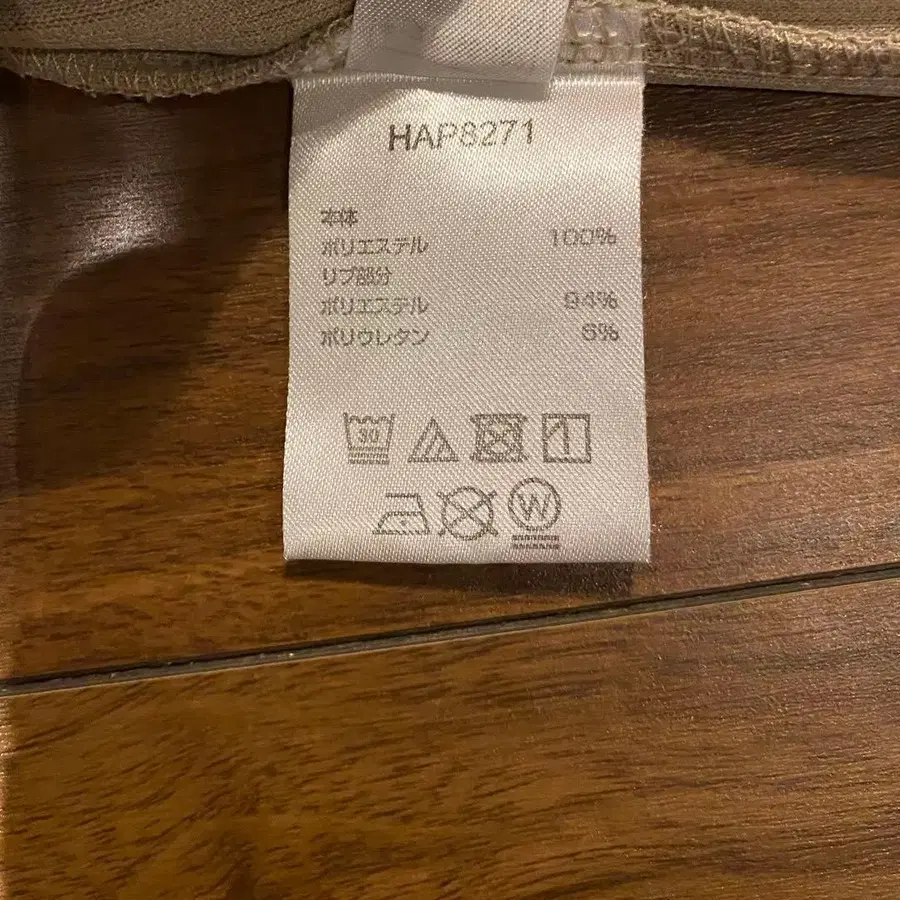 HAP8271
本体
ポリエステル 100%
リブ部分
ポリエステル 94%
ポリウレタン 6%
30
W